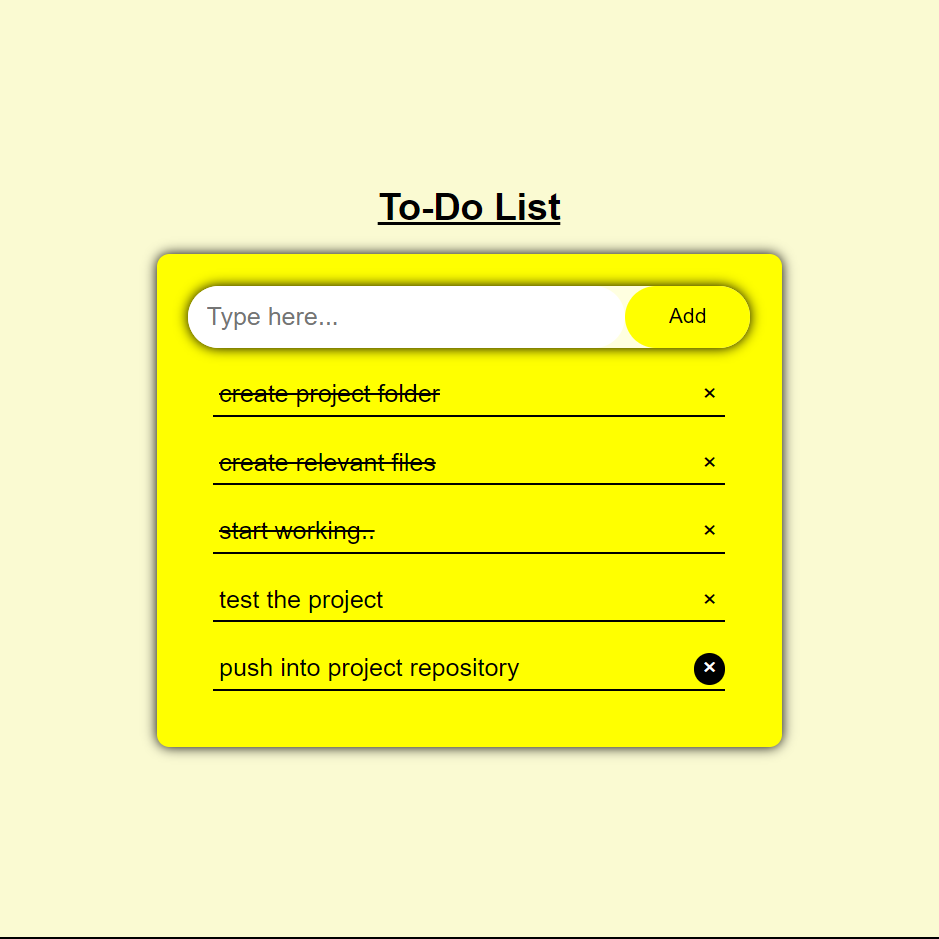 To-Do List
Type here...
Add
create project folder ×
create relevant files ×
start working.. ×
test the project ×
push into project repository ×